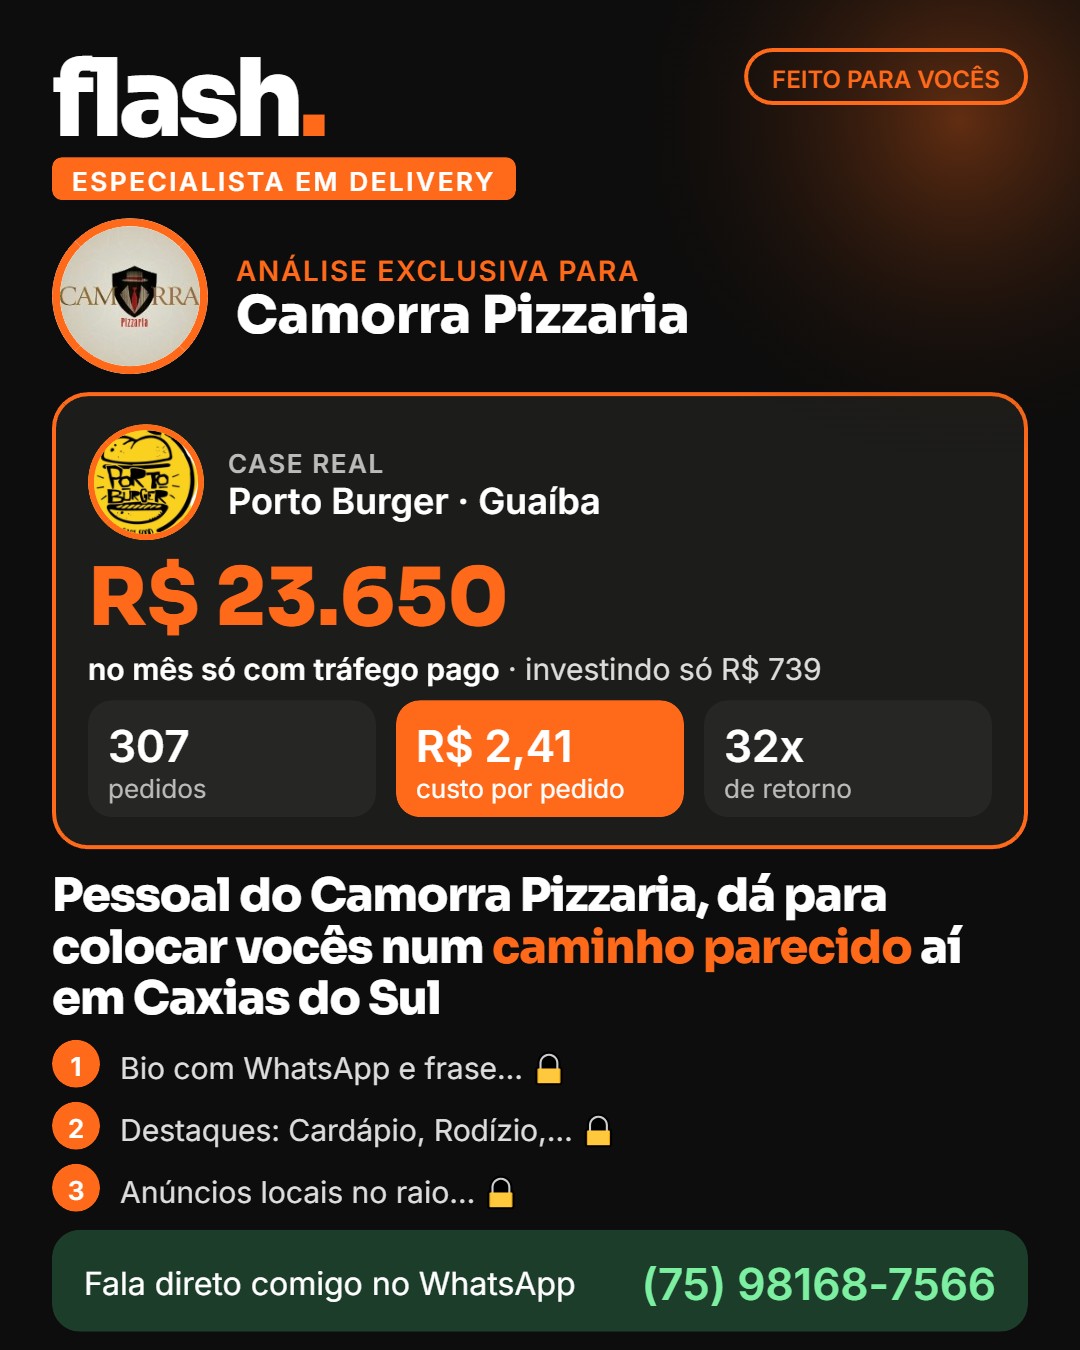 flash.
FEITO PARA VOCÊS
ESPECIALISTA EM DELIVERY
CAMORRA
Pizzaria
ANÁLISE EXCLUSIVA PARA
Camorra Pizzaria
PORTO
BURGER
CASE REAL
Porto Burger · Guaíba
R$ 23.650
no mês só com tráfego pago · investindo só R$ 739
307
pedidos
R$ 2,41
custo por pedido
32x
de retorno
Pessoal do Camorra Pizzaria, dá para
colocar vocês num caminho parecido aí
em Caxias do Sul
1 Bio com WhatsApp e frase...
2 Destaques: Cardápio, Rodízio,...
3 Anúncios locais no raio...
Fala direto comigo no WhatsApp (75) 98168-7566